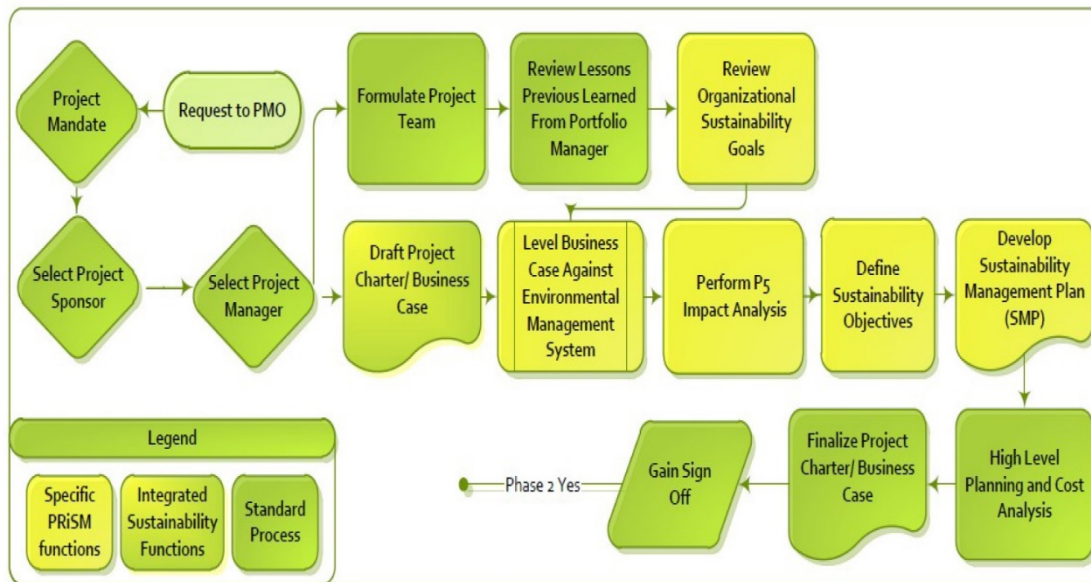 Project
Mandate
Request to PMO
Formulate Project
Team
Review Lessons
Previous Learned
From Portfolio
Manager
Review
Organizational
Sustainability
Goals
Select Project
Sponsor
Select Project
Manager
Draft Project
Charter/ Business
Case
Level Business
Case Against
Environmental
Management
System
Perform P5
Impact Analysis
Define
Sustainability
Objectives
Develop
Sustainability
Management Plan
(SMP)
High Level
Planning and Cost
Analysis
Finalize Project
Charter/ Business
Case
Gain Sign
Off
Phase 2 Yes
Legend
Specific
PRiSM
functions
Integrated
Sustainability
Functions
Standard
Process